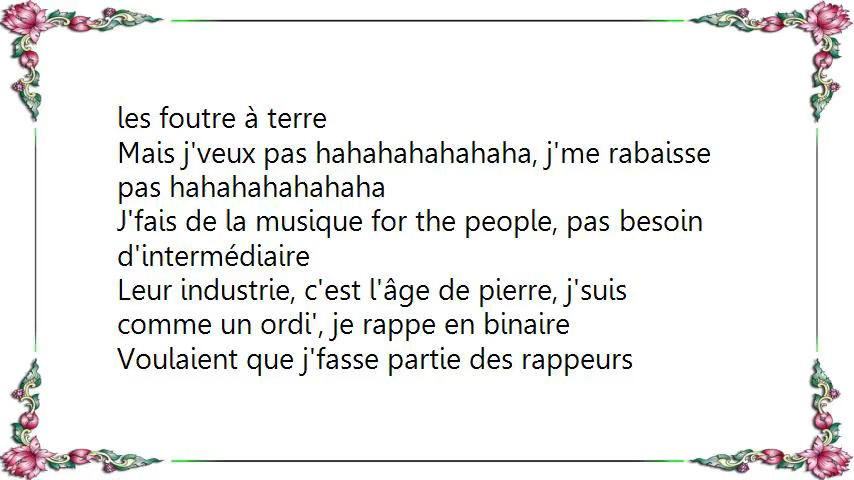 les foutre à terre
Mais j'veux pas hahahahahahaha, j'me rabaisse
pas hahahahahahaha
J'fais de la musique for the people, pas besoin
d'intermédiaire
Leur industrie, c'est l'âge de pierre, j'suis
comme un ordi', je rappe en binaire
Voulaient que j'fasse partie des rappeurs